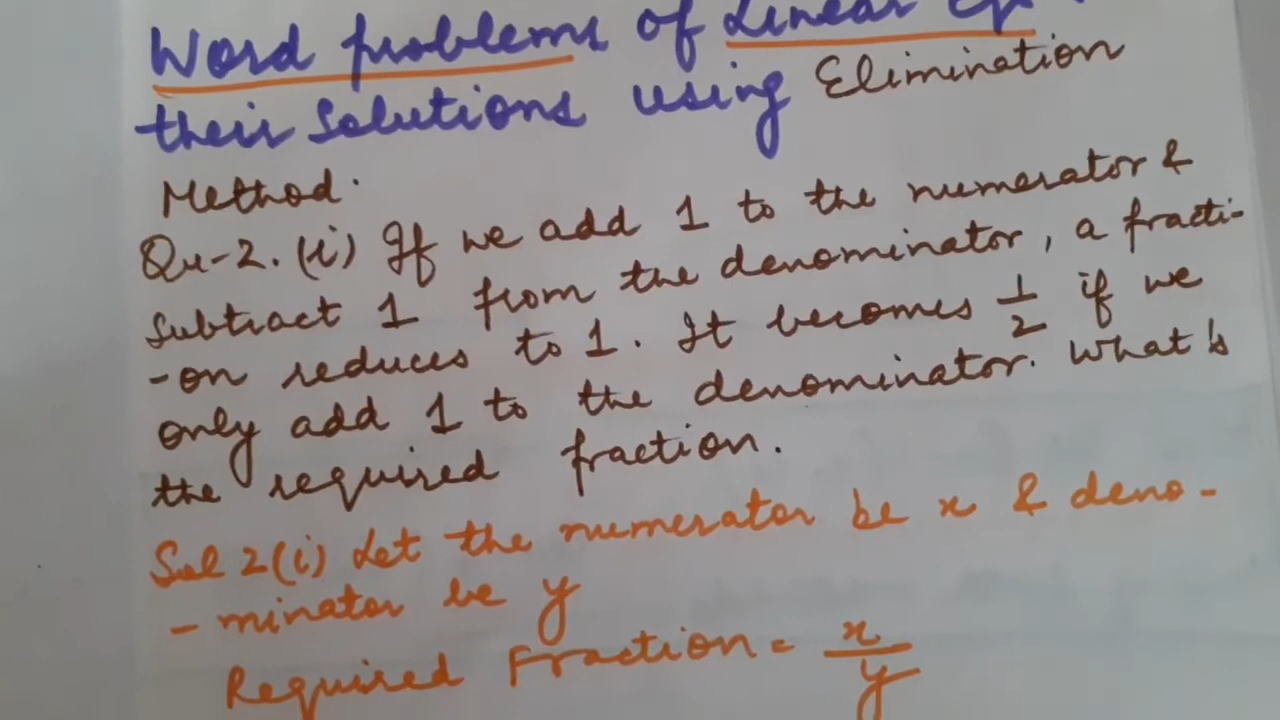 Word problems of Linear
their Solutions using Elimination
Method.
Qu-2. (i) If we add 1 to the numerator &
subtract 1 from the denominator, a fracti-
-on reduces to 1. It becomes 1/2 if we
only add 1 to the denominator. What is
the required fraction.
Sol 2(i) Let the numerator be x & deno-
-minator be y
Required Fraction = x/y